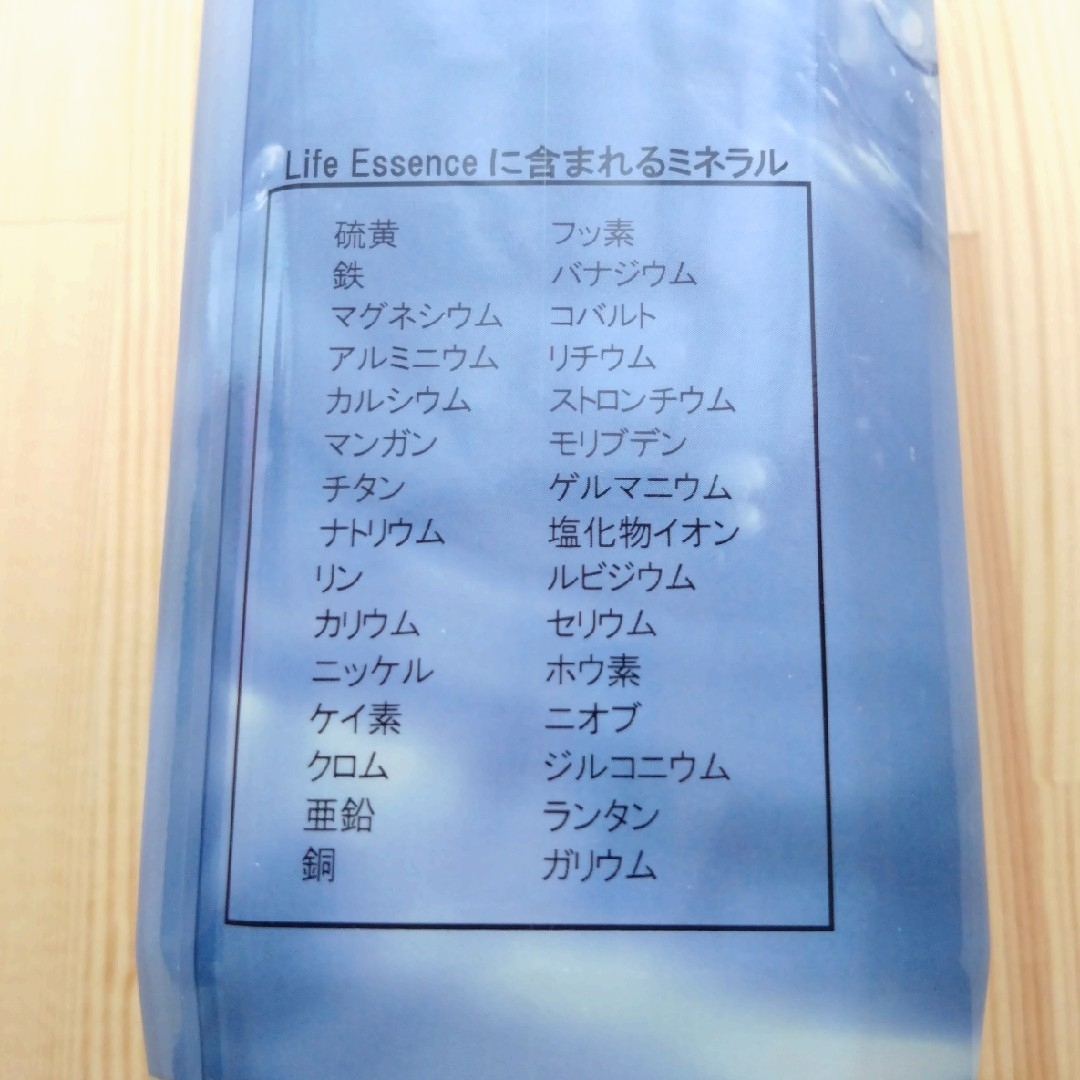 Life Essence に含まれるミネラル
硫黄
鉄
マグネシウム
アルミニウム
カルシウム
マンガン
チタン
ナトリウム
リン
カリウム
ニッケル
ケイ素
クロム
亜鉛
銅
フッ素
バナジウム
コバルト
リチウム
ストロンチウム
モリブデン
ゲルマニウム
塩化物イオン
ルビジウム
セリウム
ホウ素
ニオブ
ジルコニウム
ランタン
ガリウム